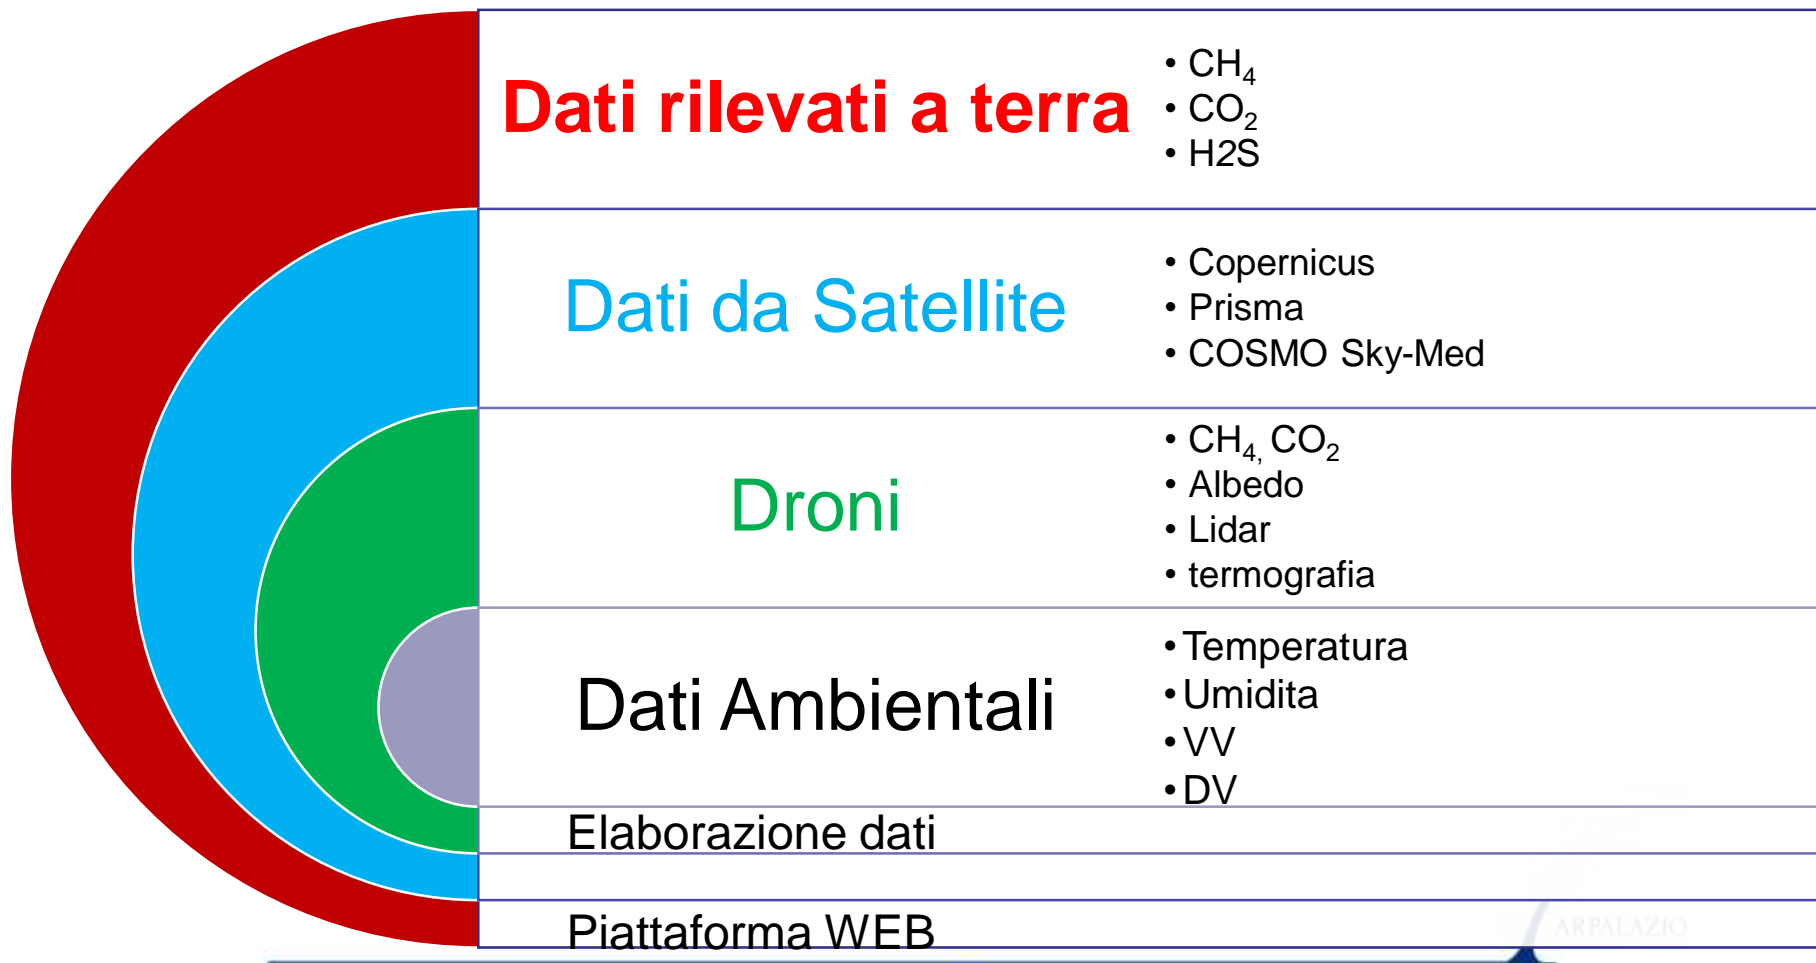 Dati rilevati a terra
• CH₄
• CO₂
• H2S
Dati da Satellite
• Copernicus
• Prisma
• COSMO Sky-Med
Droni
• CH₄, CO₂
• Albedo
• Lidar
• termografia
Dati Ambientali
• Temperatura
• Umidita
• VV
• DV
Elaborazione dati
Piattaforma WEB
ARPALAZIO